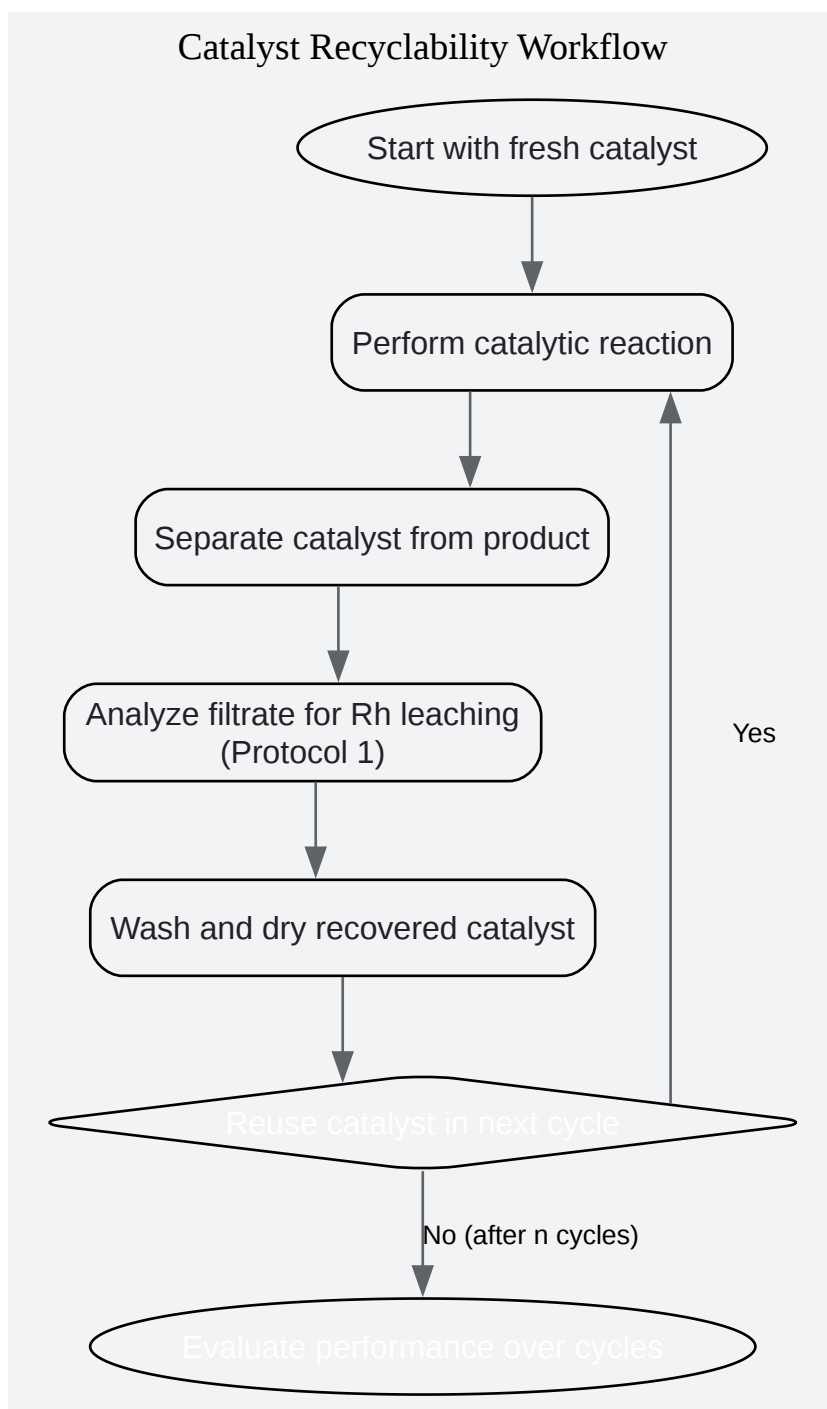 Catalyst Recyclability Workflow
Start with fresh catalyst
Perform catalytic reaction
Separate catalyst from product
Analyze filtrate for Rh leaching
(Protocol 1)
Yes
Wash and dry recovered catalyst
Reuse catalyst in next cycle
No (after n cycles)
Evaluate performance over cycles